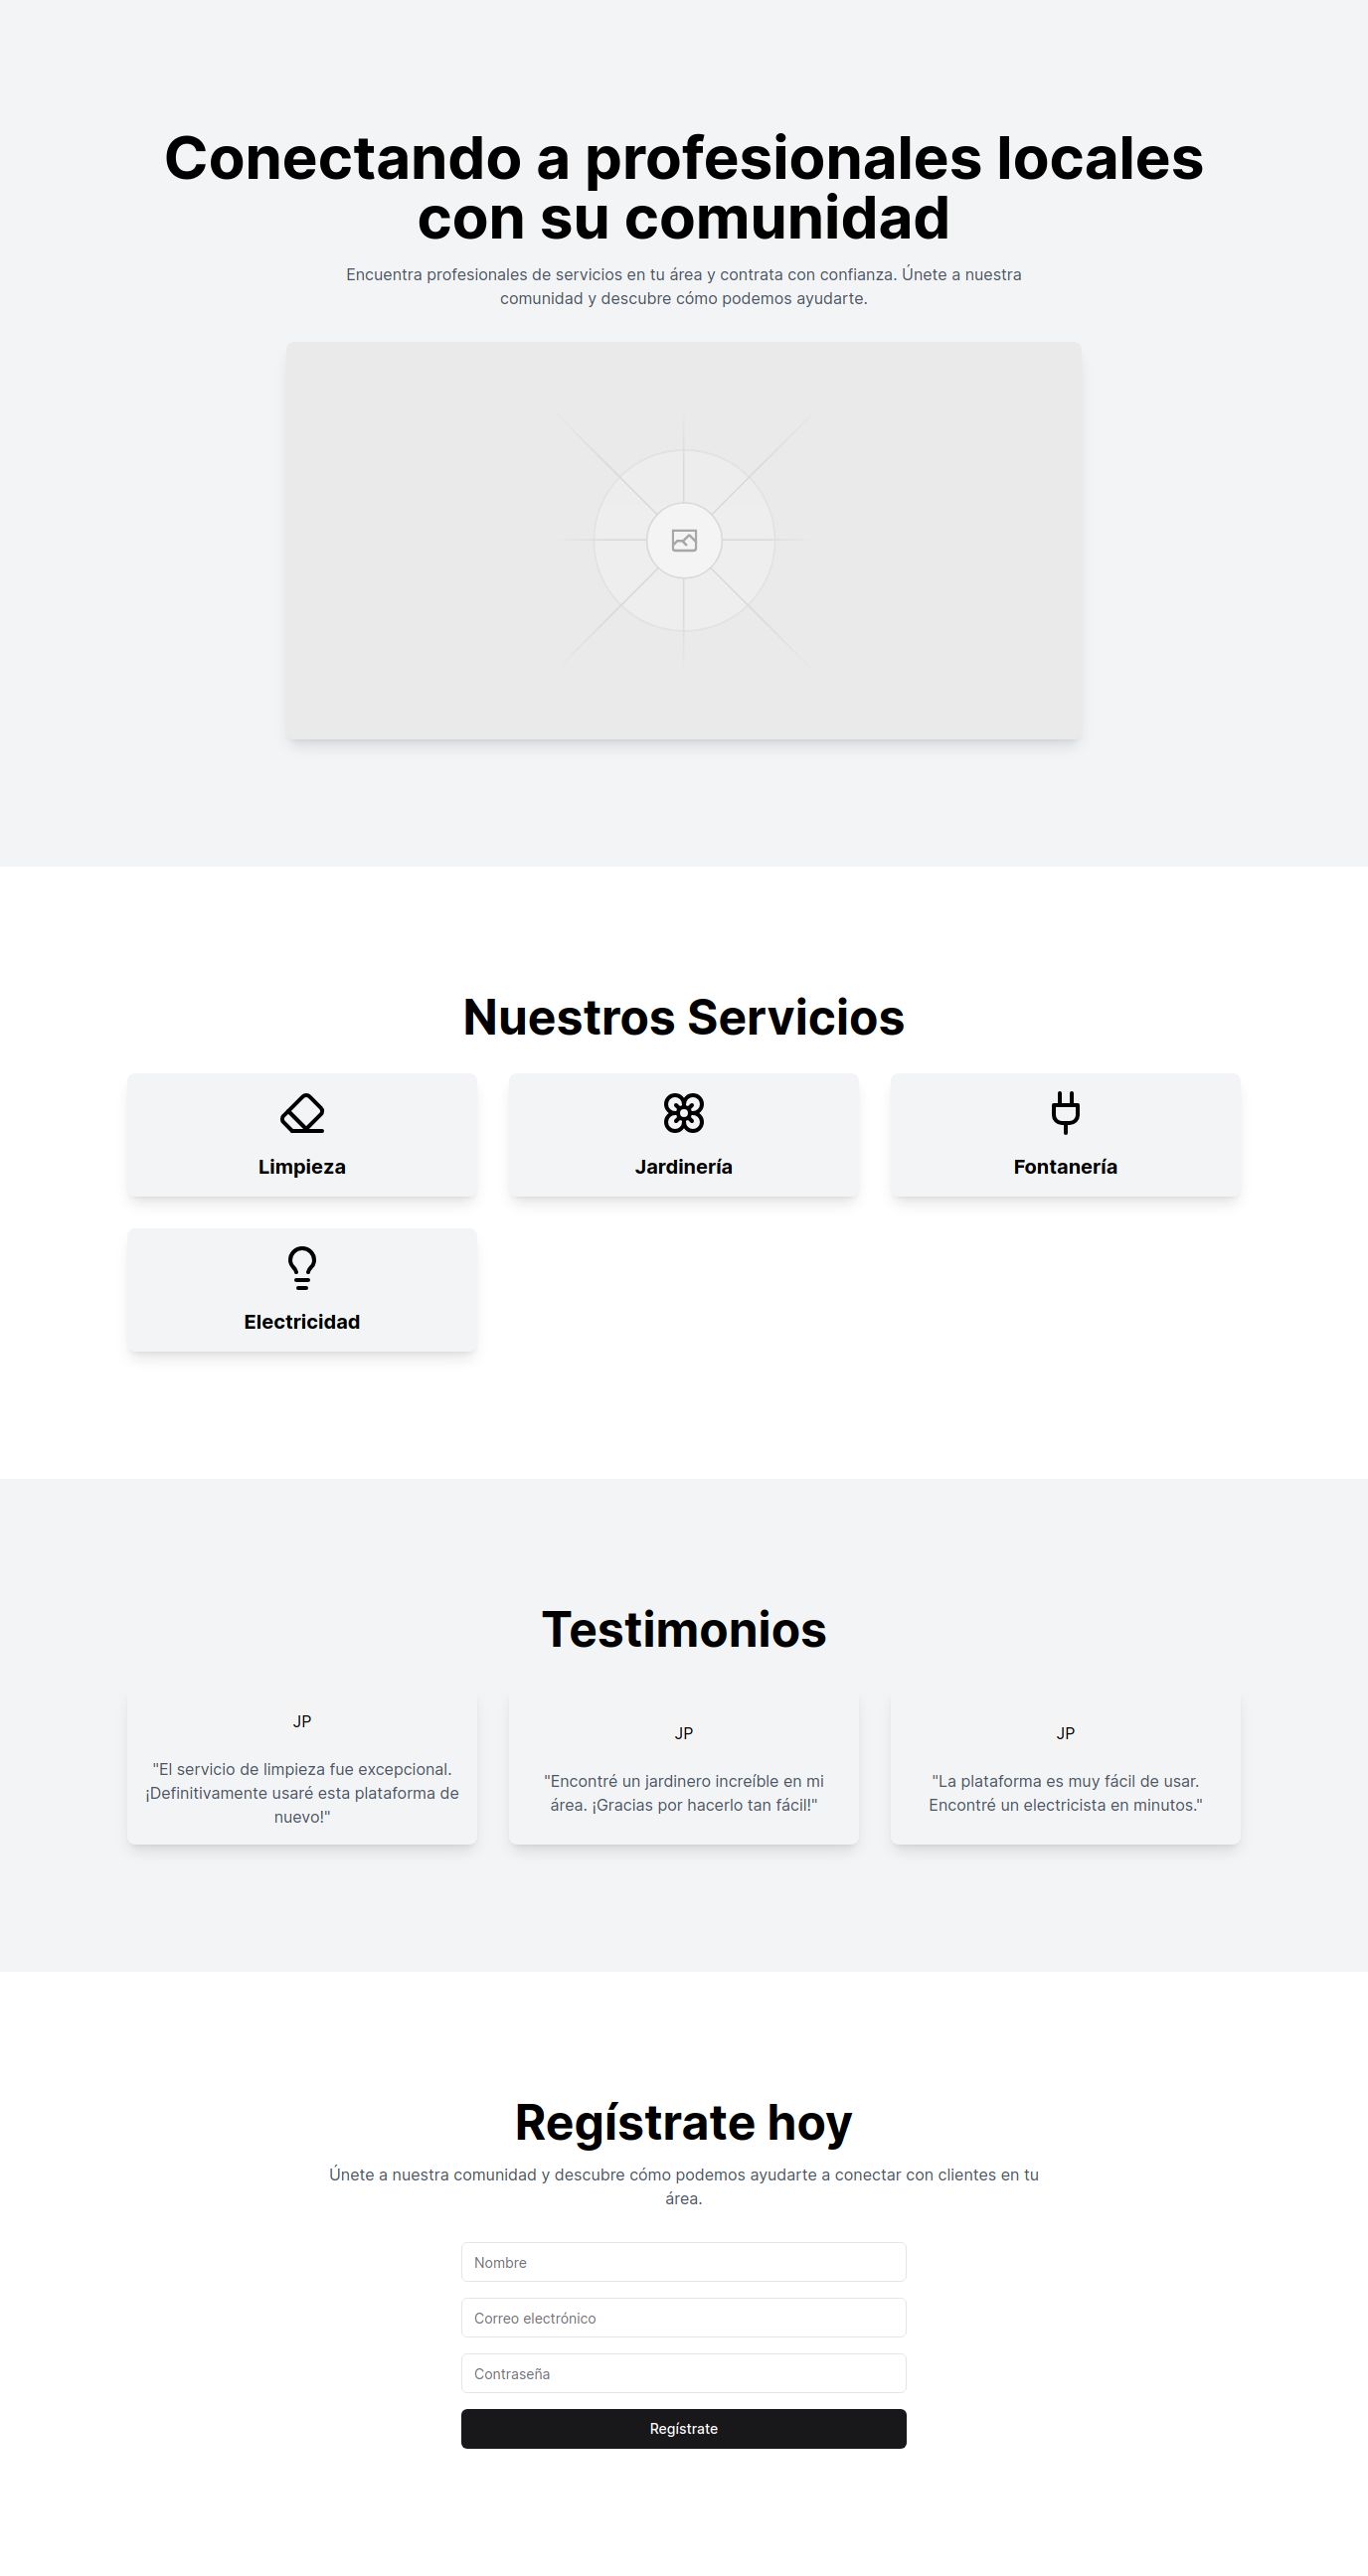 Conectando a profesionales locales
con su comunidad
Encuentra profesionales de servicios en tu área y contrata con confianza. Únete a nuestra
comunidad y descubre cómo podemos ayudarte.
Nuestros Servicios
Limpieza
Jardinería
Fontanería
Electricidad
Testimonios
JP
"El servicio de limpieza fue excepcional.
¡Definitivamente usaré esta plataforma de
nuevo!"
JP
"Encontré un jardinero increíble en mi
área. ¡Gracias por hacerlo tan fácil!"
JP
"La plataforma es muy fácil de usar.
Encontré un electricista en minutos."
Regístrate hoy
Únete a nuestra comunidad y descubre cómo podemos ayudarte a conectar con clientes en tu
área.
Nombre
Correo electrónico
Contraseña
Regístrate